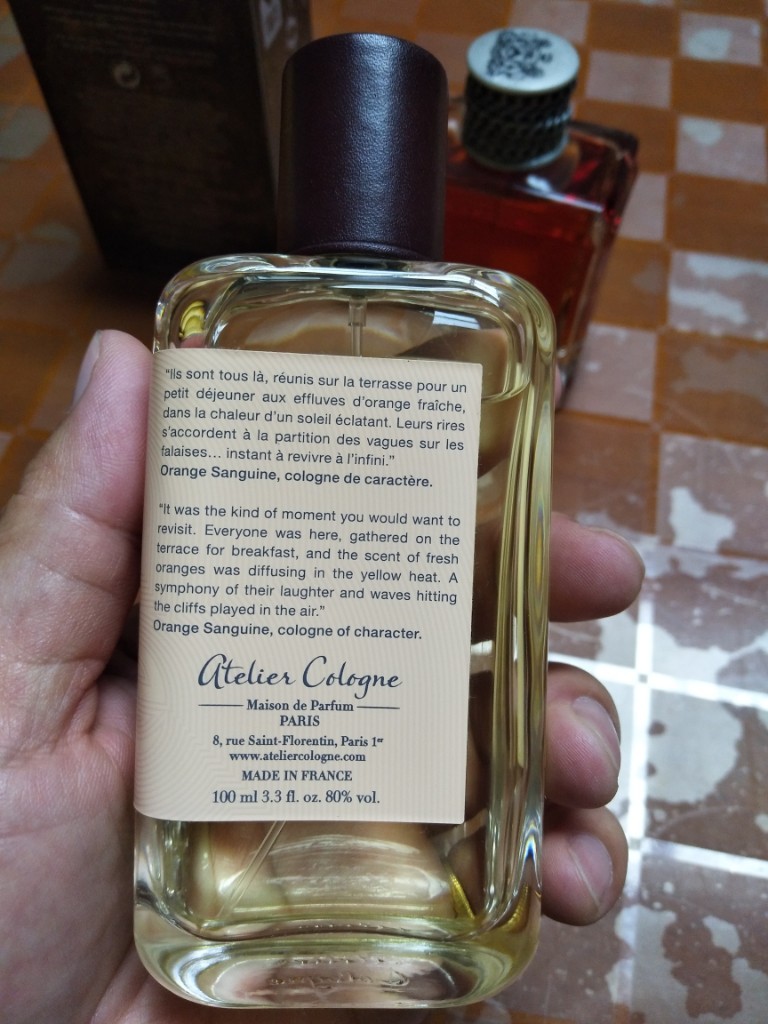 "Ils sont tous là, réunis sur la terrasse pour un
petit déjeuner aux effluves d'orange fraîche,
dans la chaleur d'un soleil éclatant. Leurs rires
s'accordent à la partition des vagues sur les
falaises... instant à revivre à l'infini."
Orange Sanguine, cologne de caractère.
"It was the kind of moment you would want to
revisit. Everyone was here, gathered on the
terrace for breakfast, and the scent of fresh
oranges was diffusing in the yellow heat. A
symphony of their laughter and waves hitting
the cliffs played in the air."
Orange Sanguine, cologne of character.
Atelier Cologne
Maison de Parfum
PARIS
8, rue Saint-Florentin, Paris 1er
www.ateliercologne.com
MADE IN FRANCE
100 ml 3.3 fl. oz. 80% vol.